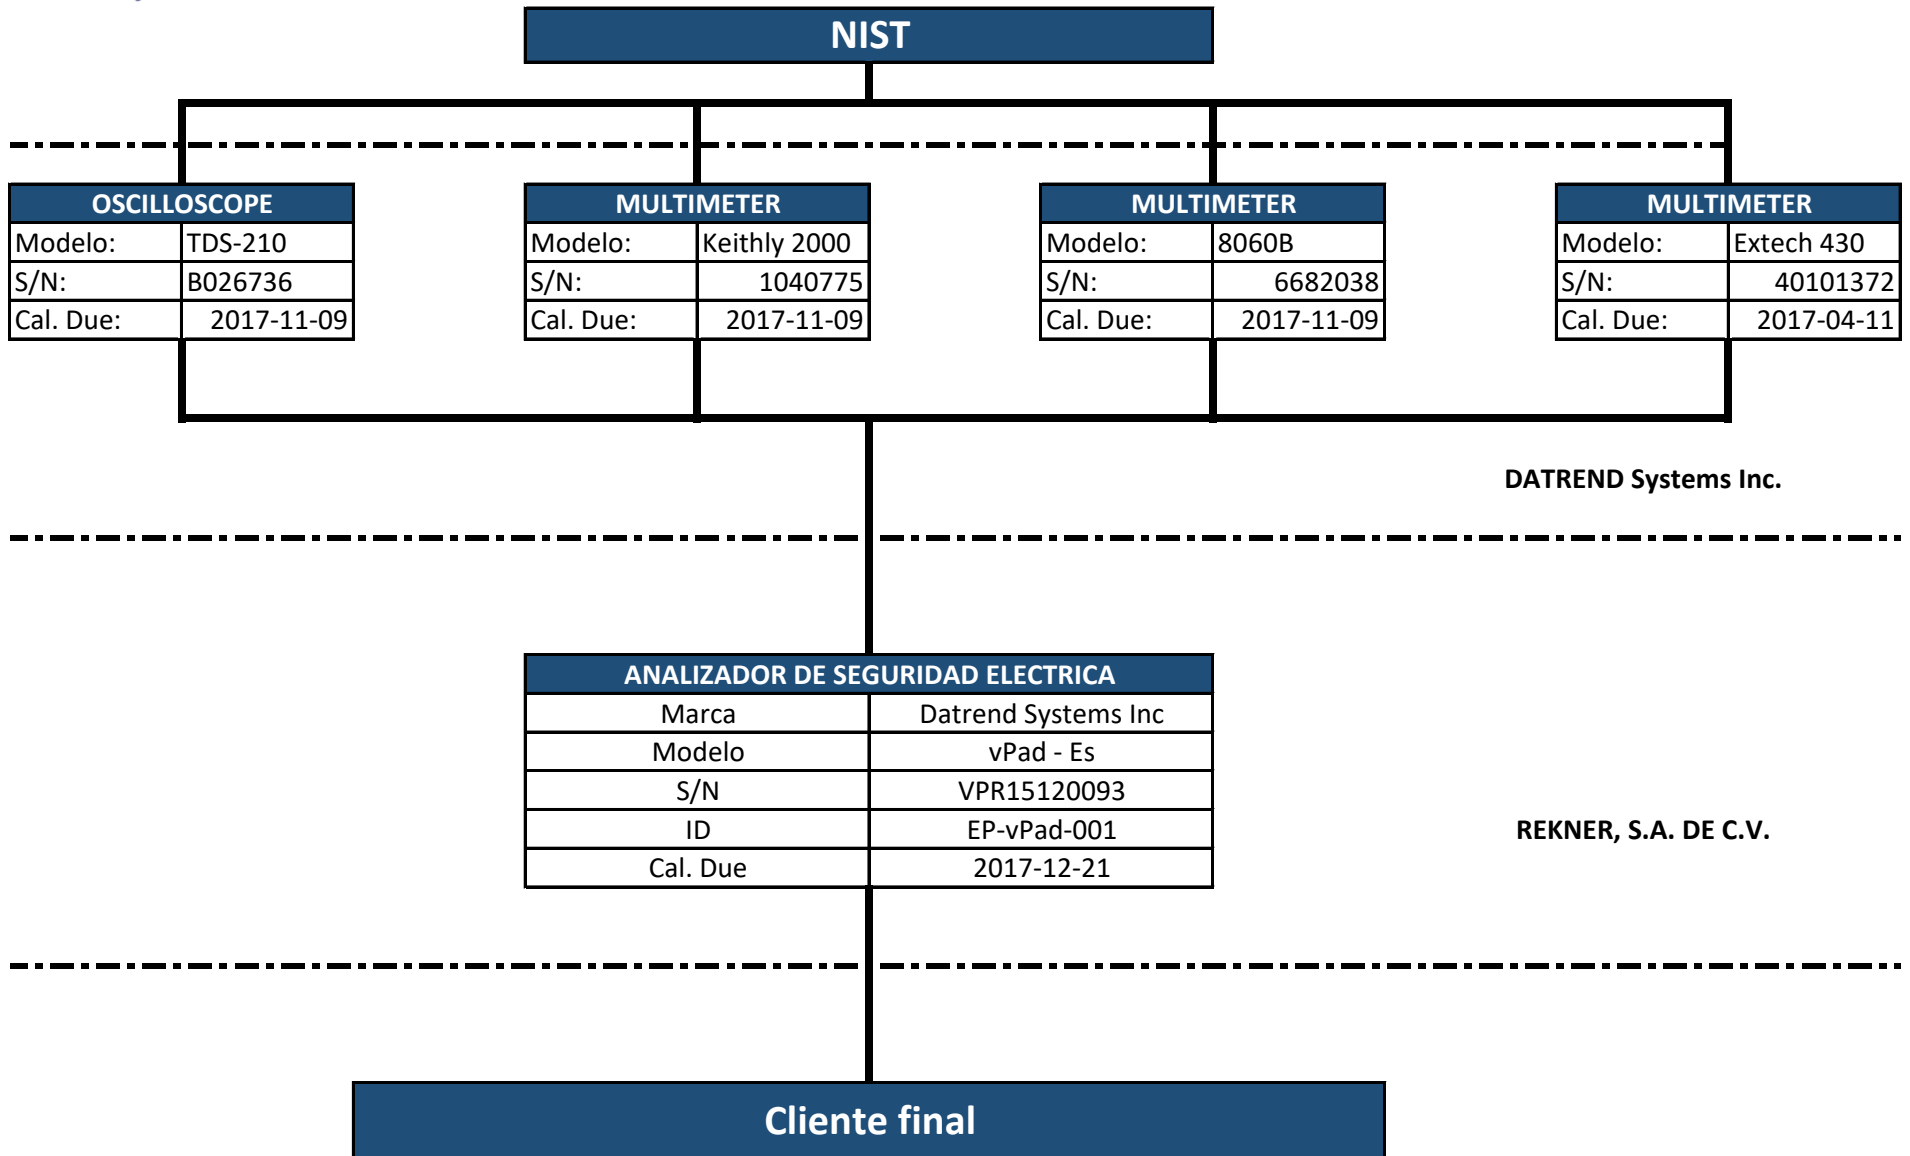 NIST
OSCILLOSCOPE
Modelo: TDS-210
S/N: B026736
Cal. Due: 2017-11-09
MULTIMETER
Modelo: Keithly 2000
S/N: 1040775
Cal. Due: 2017-11-09
MULTIMETER
Modelo: 8060B
S/N: 6682038
Cal. Due: 2017-11-09
MULTIMETER
Modelo: Extech 430
S/N: 40101372
Cal. Due: 2017-04-11
DATREND Systems Inc.
ANALIZADOR DE SEGURIDAD ELECTRICA
Marca Datrend Systems Inc
Modelo vPad - Es
S/N VPR15120093
ID EP-vPad-001
Cal. Due 2017-12-21
REKNER, S.A. DE C.V.
Cliente final